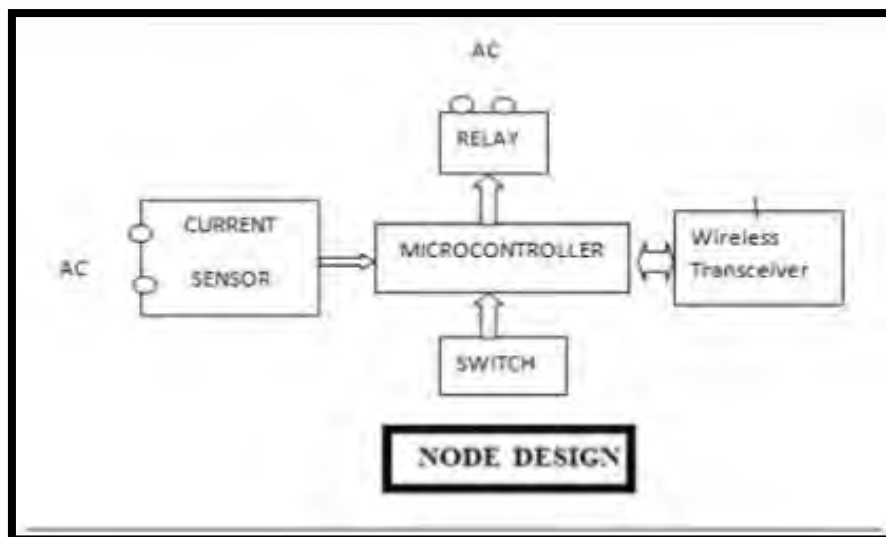 AC
RELAY
CURRENT
SENSOR
AC
MICROCONTROLLER
Wireless
Transceiver
SWITCH
NODE DESIGN